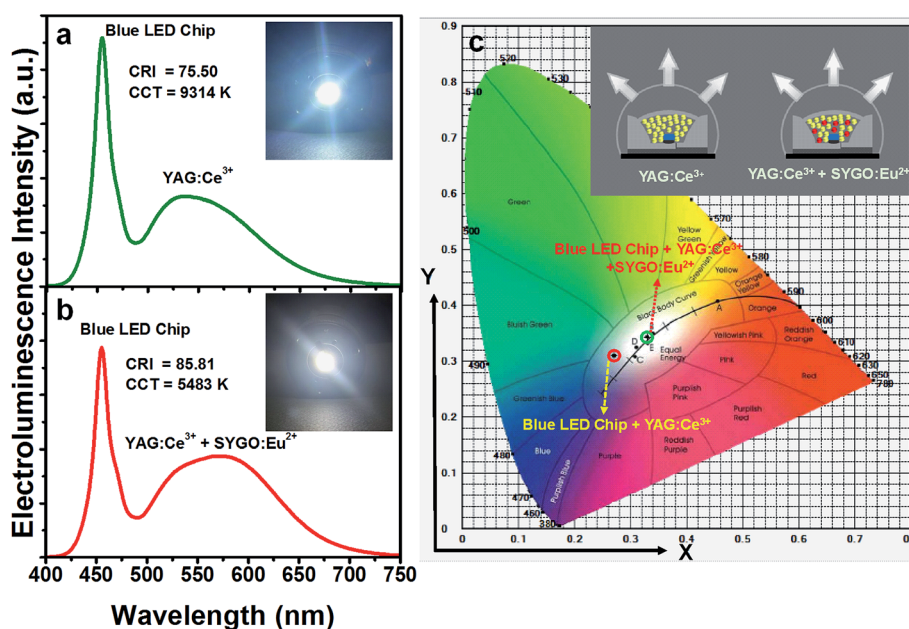 a
Blue LED Chip
CRI = 75.50
CCT = 9314 K
YAG:Ce³⁺
b
Blue LED Chip
CRI = 85.81
CCT = 5483 K
YAG:Ce³⁺ + SYGO:Eu²⁺
Electroluminescence Intensity (a.u.)
400 450 500 550 600 650 700 750
Wavelength (nm)
c
YAG:Ce³⁺
YAG:Ce³⁺ + SYGO:Eu²⁺
Blue LED Chip + YAG:Ce³⁺
+SYGO:Eu²⁺
Blue LED Chip + YAG:Ce³⁺
Green
Yellow
Green
Yellow
Orange
Yellow
Orange
Reddish
Orange
Black Body Curve
A
D
E
C
Equal
Energy
Yellowish Pink
Pink
Red
Bluish Green
Greenish Blue
Blue
Purplish Blue
Purple
Purplish
Pink
Purplish
Red
Reddish
Purple
520
530
570
580
590
600
610
620
630
650
780
500
490
480
470
460
380
0.9
0.8
0.7
0.6
0.5
0.4
0.3
0.2
0.1
0
0 0.1 0.2 0.3 0.4 0.5 0.6 0.7
Y
X